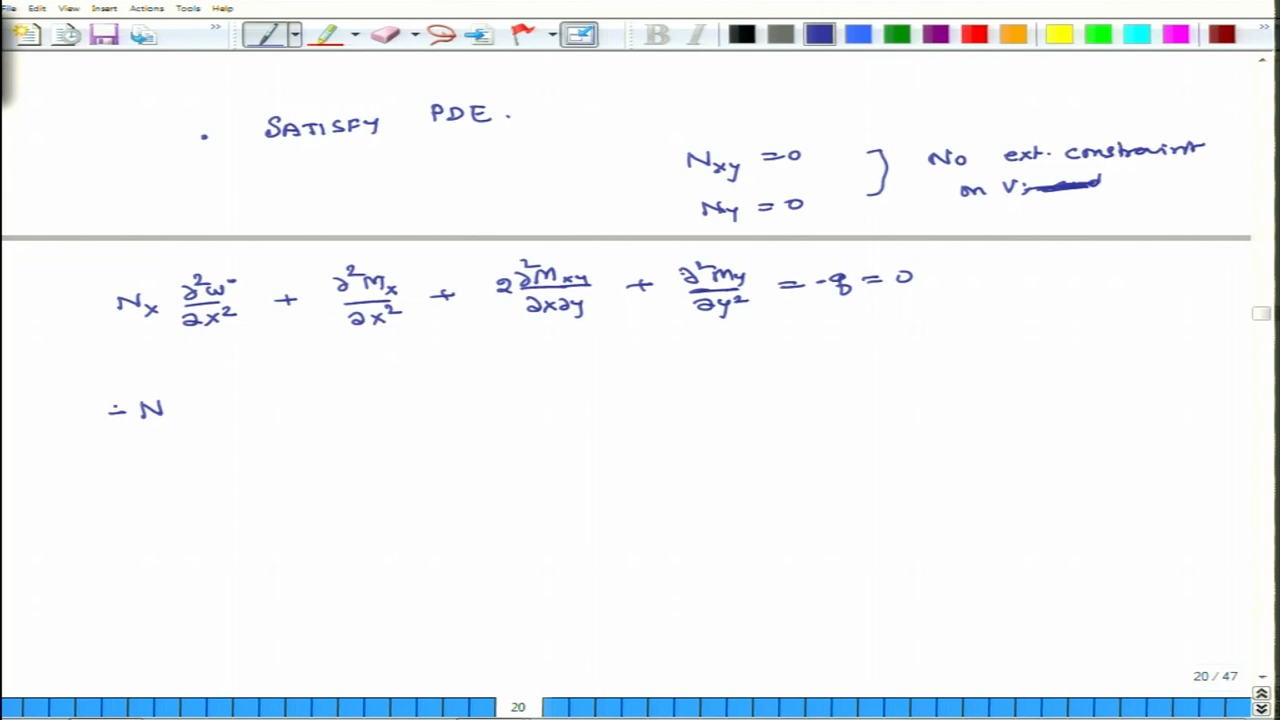 File Edit View Insert Actions Tools Help
B I
. SATISFY PDE.
Nxy = 0 } No ext. constraint
Ny = 0 on
Nx ∂²w/∂x² + ∂²Mx/∂x² + 2∂²Mxy/∂x∂y + ∂²My/∂y² = -q = 0
÷ N
20 / 47
20